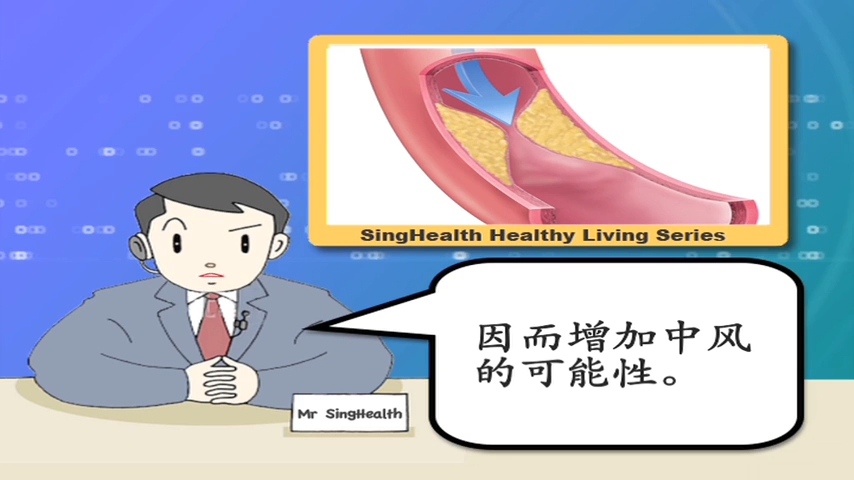 SingHealth Healthy Living Series
因而增加中风
的可能性。
Mr SingHealth